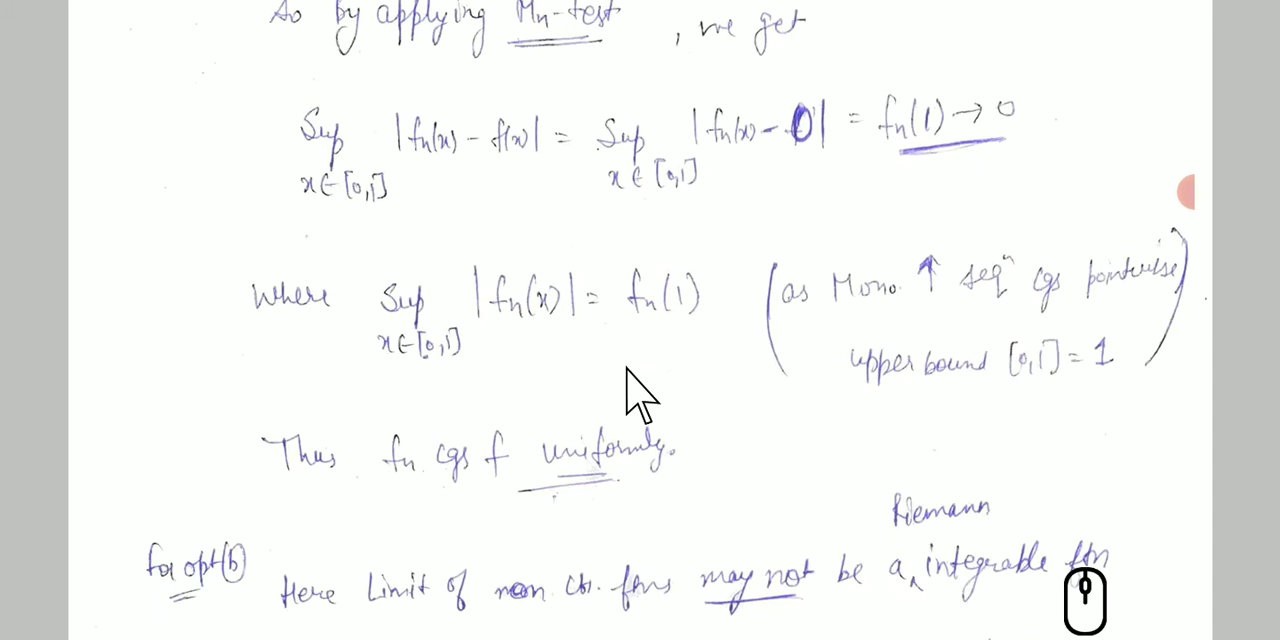 So by applying Mn-test, we get
Sup |fn(x) - f(x)| = Sup |fn(x) - 0| = fn(1) → 0
x∈[0,1] x∈[0,1]
Where Sup |fn(x)| = fn(1) (as Mono. ↑ seqⁿ cgs pointwise
x∈[0,1] upper bound [0,1] = 1)
Thus fn cgs f uniformly.
Riemann
for opt(b) Here Limit of non cts. fns may not be a ‸ integrable ftn